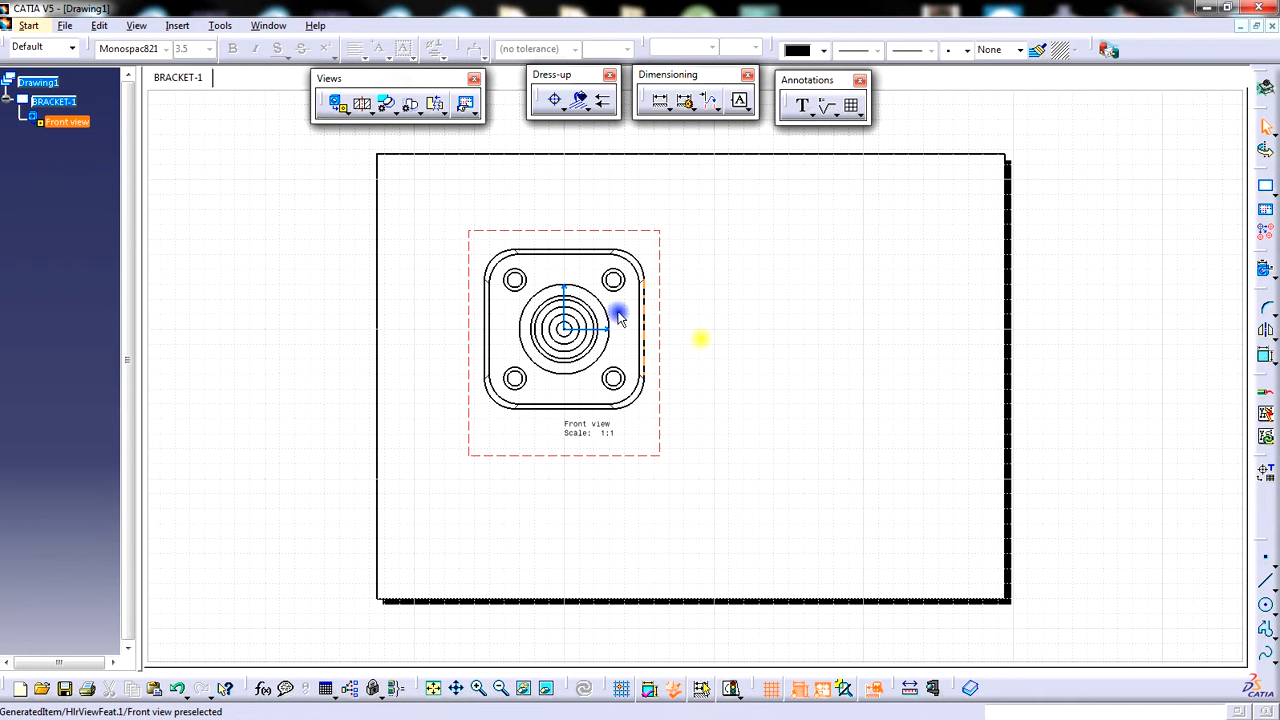 CATIA V5 - [Drawing1]
Start File Edit View Insert Tools Window Help
Default Monospac821 3.5 B I S (no tolerance) None
BRACKET-1
Views
Dress-up
Dimensioning
Annotations
Drawing1
BRACKET-1
Front view
Front view
Scale: 1:1
CATIA
GeneratedItem/HlrViewFeat.1/Front view preselected